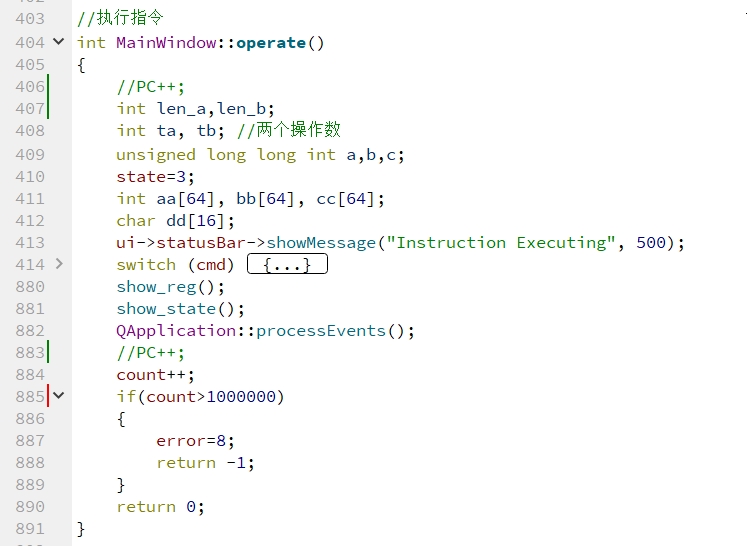 403 //执行指令
404 int MainWindow::operate()
405 {
406 //PC++;
407 int len_a,len_b;
408 int ta, tb; //两个操作数
409 unsigned long long int a,b,c;
410 state=3;
411 int aa[64], bb[64], cc[64];
412 char dd[16];
413 ui->statusBar->showMessage("Instruction Executing", 500);
414 switch (cmd) {...}
880 show_reg();
881 show_state();
882 QApplication::processEvents();
883 //PC++;
884 count++;
885 if(count>1000000)
886 {
887 error=8;
888 return -1;
889 }
890 return 0;
891 }